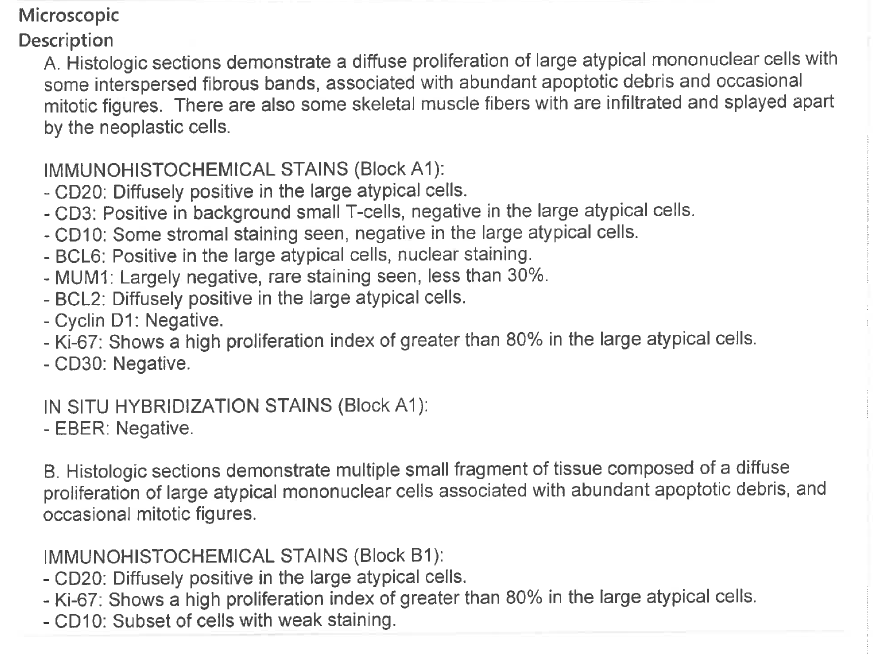 Microscopic
Description
A. Histologic sections demonstrate a diffuse proliferation of large atypical mononuclear cells with
some interspersed fibrous bands, associated with abundant apoptotic debris and occasional
mitotic figures. There are also some skeletal muscle fibers with are infiltrated and splayed apart
by the neoplastic cells.
IMMUNOHISTOCHEMICAL STAINS (Block A1):
- CD20: Diffusely positive in the large atypical cells.
- CD3: Positive in background small T-cells, negative in the large atypical cells.
- CD10: Some stromal staining seen, negative in the large atypical cells.
- BCL6: Positive in the large atypical cells, nuclear staining.
- MUM1: Largely negative, rare staining seen, less than 30%.
- BCL2: Diffusely positive in the large atypical cells.
- Cyclin D1: Negative.
- Ki-67: Shows a high proliferation index of greater than 80% in the large atypical cells.
- CD30: Negative.
IN SITU HYBRIDIZATION STAINS (Block A1):
- EBER: Negative.
B. Histologic sections demonstrate multiple small fragment of tissue composed of a diffuse
proliferation of large atypical mononuclear cells associated with abundant apoptotic debris, and
occasional mitotic figures.
IMMUNOHISTOCHEMICAL STAINS (Block B1):
- CD20: Diffusely positive in the large atypical cells.
- Ki-67: Shows a high proliferation index of greater than 80% in the large atypical cells.
- CD10: Subset of cells with weak staining.